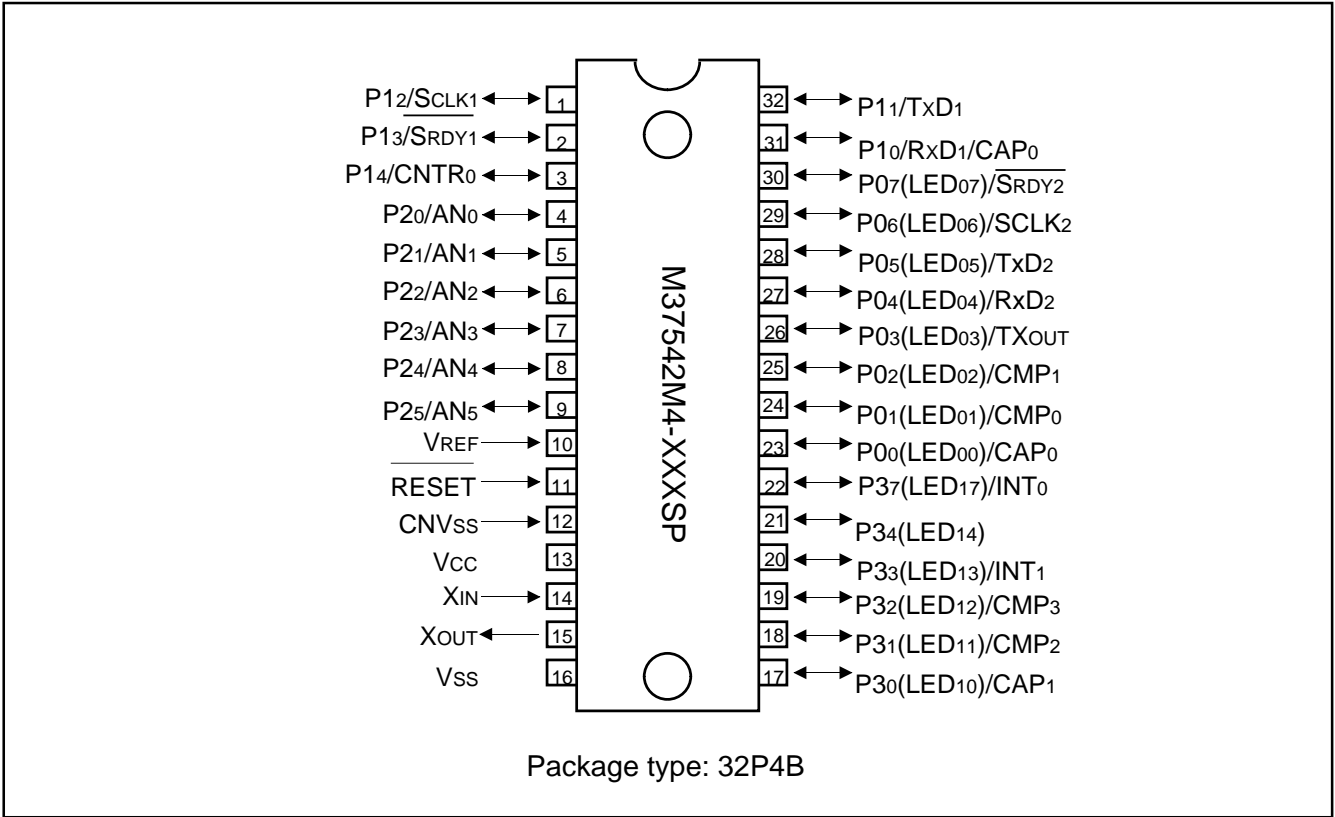 P12/SCLK1
P13/SRDY1
P14/CNTR0
P20/AN0
P21/AN1
P22/AN2
P23/AN3
P24/AN4
P25/AN5
VREF
RESET
CNVSS
VCC
XIN
XOUT
VSS
1
2
3
4
5
6
7
8
9
10
11
12
13
14
15
16
M37542M4-XXXSP
32
31
30
29
28
27
26
25
24
23
22
21
20
19
18
17
P11/TXD1
P10/RXD1/CAP0
P07(LED07)/SRDY2
P06(LED06)/SCLK2
P05(LED05)/TxD2
P04(LED04)/RxD2
P03(LED03)/TXOUT
P02(LED02)/CMP1
P01(LED01)/CMP0
P00(LED00)/CAP0
P37(LED17)/INT0
P34(LED14)
P33(LED13)/INT1
P32(LED12)/CMP3
P31(LED11)/CMP2
P30(LED10)/CAP1
Package type: 32P4B